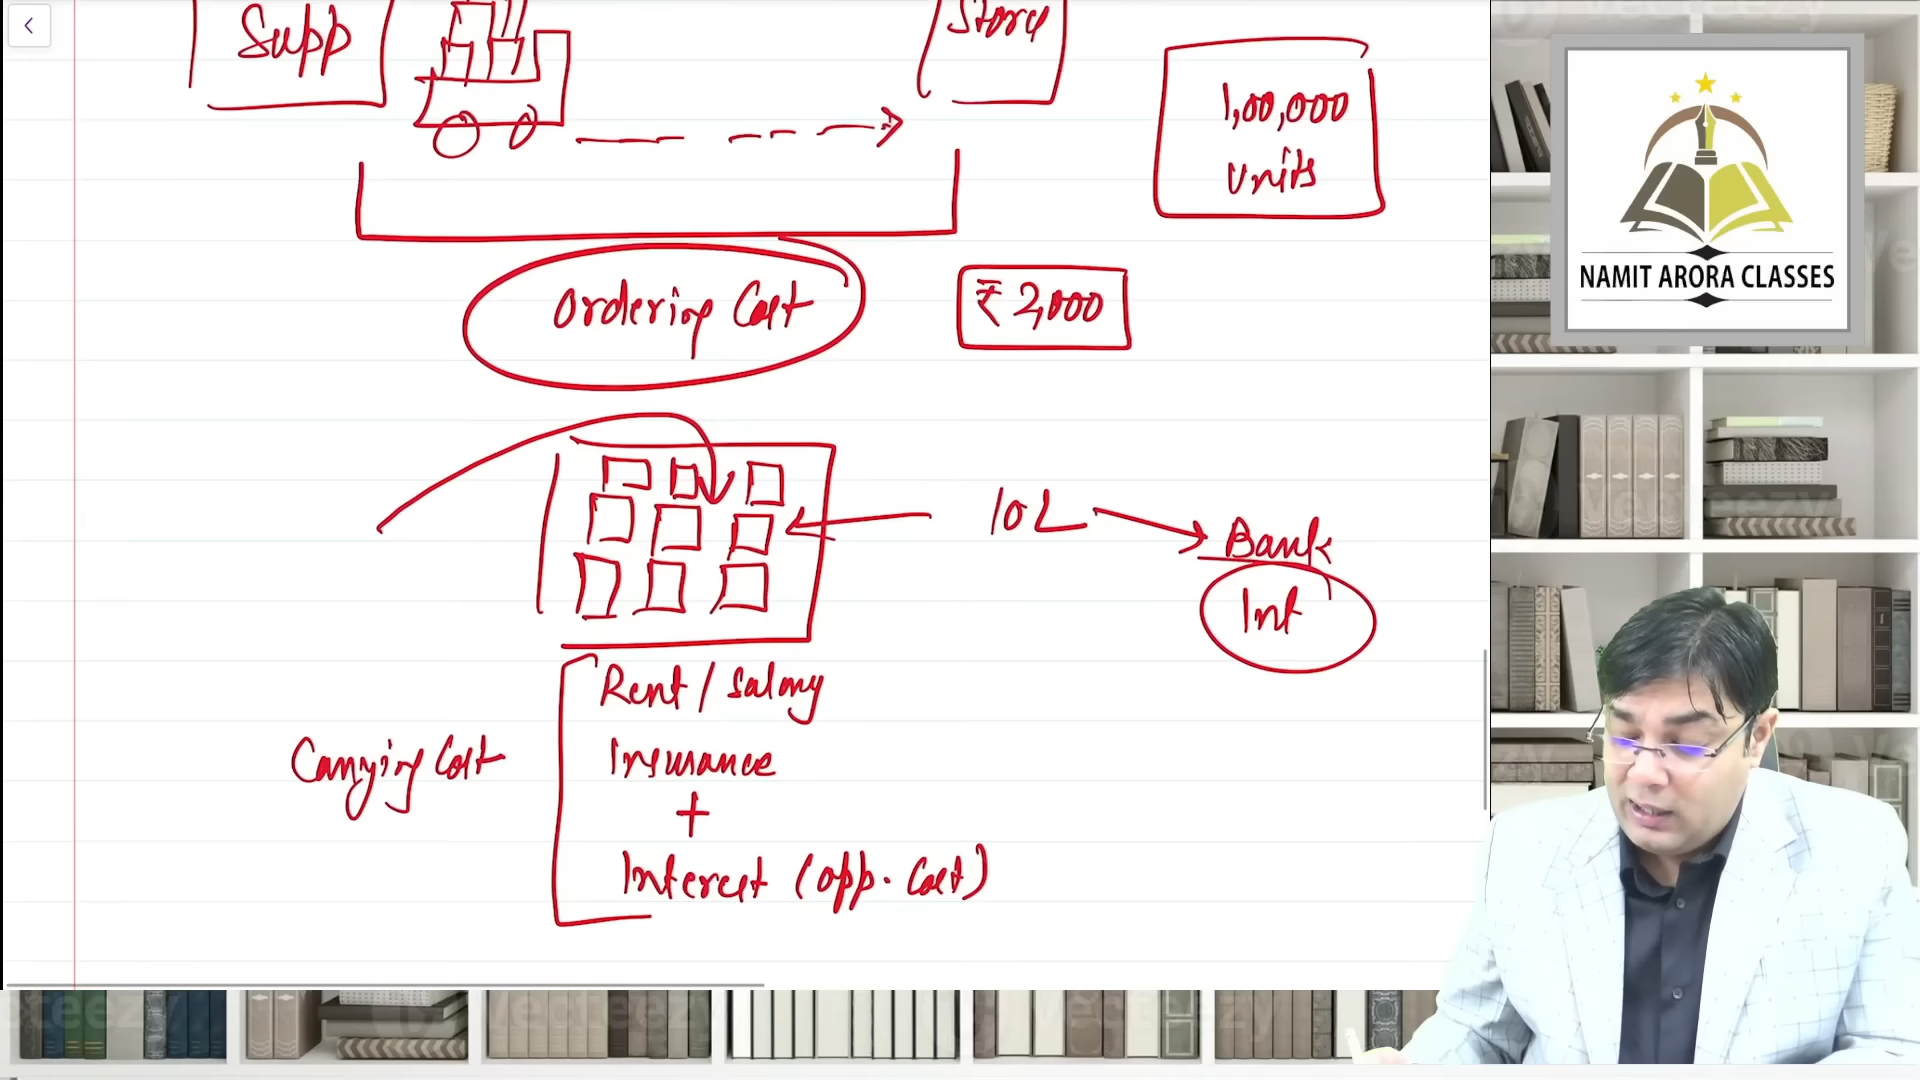 Supp
Store
1,00,000
Units
Ordering Cost
₹ 2,000
10L
Bank
Int
Rent / Salary
Carrying Cost
Insurance
+
Interest (opp. Cost)
NAMIT ARORA CLASSES